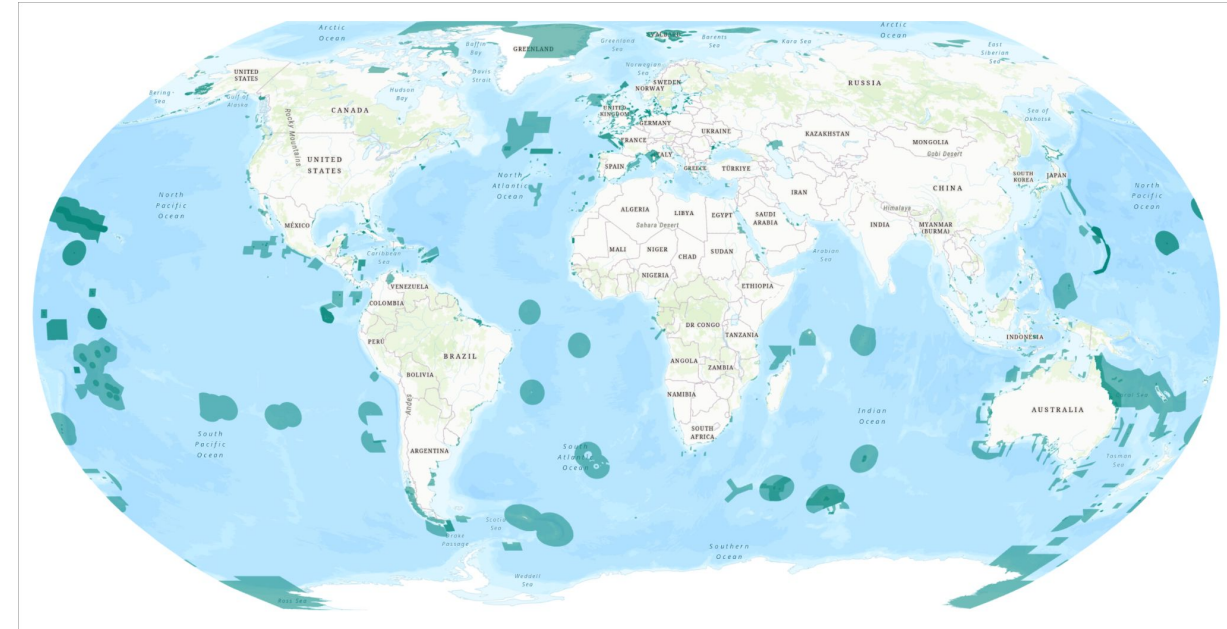 Arctic
Ocean
Arctic
Ocean
Baffin
Bay
Greenland
Sea
Barents
Sea
Kara Sea
East
Siberian
Sea
GREENLAND
SVALBARD
Norwegian
Sea
Davis
Strait
UNITED
STATES
Bering
Sea
Gulf of
Alaska
Hudson
Bay
CANADA
Rocky Mountains
SWEDEN
NORWAY
RUSSIA
Sea of
Okhotsk
UNITED
KINGDOM
GERMANY
UKRAINE
KAZAKHSTAN
MONGOLIA
Gobi Desert
FRANCE
ITALY
SPAIN
GREECE
TÜRKIYE
UNITED
STATES
North
Atlantic
Ocean
North
Pacific
Ocean
IRAN
CHINA
SOUTH
KOREA
JAPAN
North
Pacific
Ocean
Himalaya
ALGERIA
LIBYA
EGYPT
SAUDI
ARABIA
Sahara Desert
MÉXICO
INDIA
MYANMAR
(BURMA)
Caribbean
Sea
MALI
NIGER
CHAD
SUDAN
Arabian
Sea
NIGERIA
ETHIOPIA
VENEZUELA
COLOMBIA
DR CONGO
TANZANIA
INDONESIA
PERÚ
BRAZIL
BOLIVIA
ANGOLA
ZAMBIA
NAMIBIA
Andes
Coral Sea
AUSTRALIA
Indian
Ocean
SOUTH
AFRICA
South
Pacific
Ocean
ARGENTINA
South
Atlantic
Ocean
Tasman
Sea
Scotia
Sea
Drake
Passage
Southern
Ocean
Weddell
Sea
Ross Sea